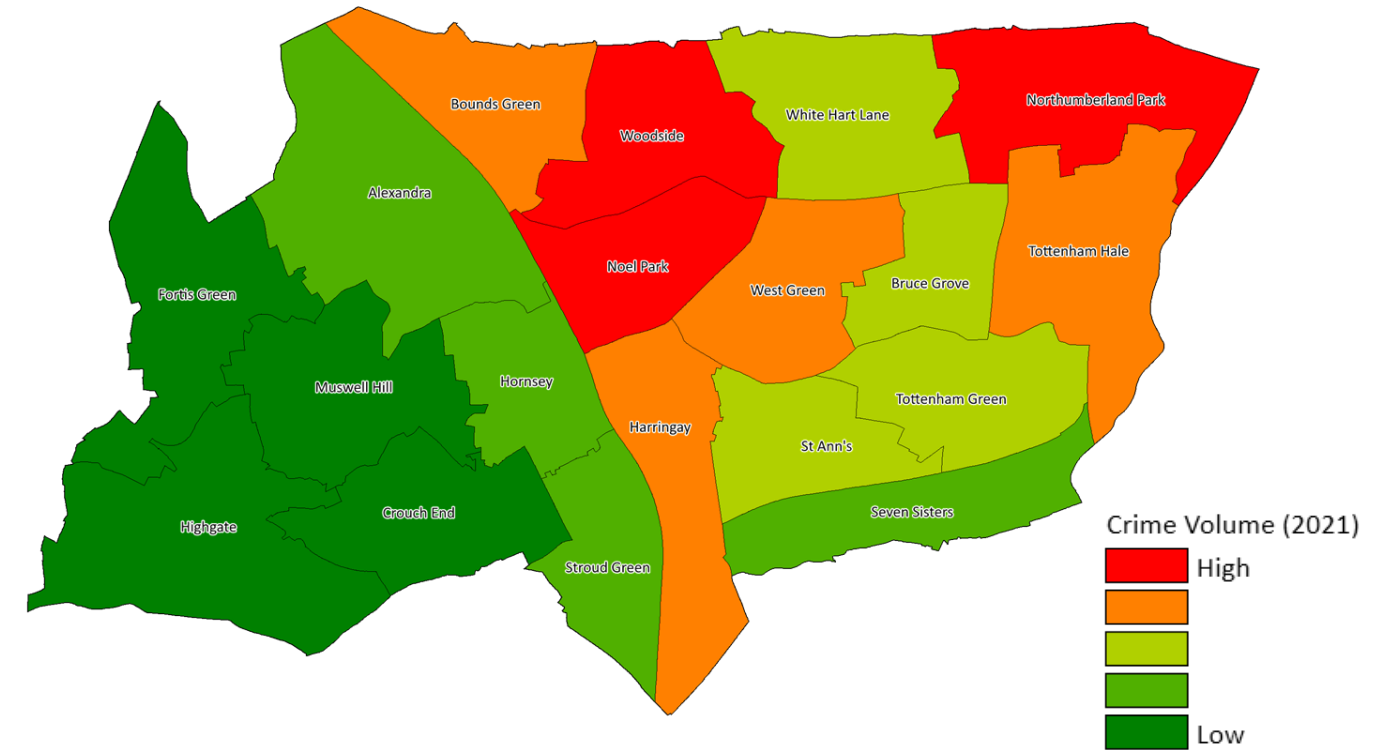 Bounds Green
Northumberland Park
White Hart Lane
Woodside
Alexandra
Tottenham Hale
Noel Park
Bruce Grove
West Green
Fortis Green
Hornsey
Muswell Hill
Tottenham Green
Harringay
St Ann's
Seven Sisters
Crouch End
Highgate
Stroud Green
Crime Volume (2021)
High
Low